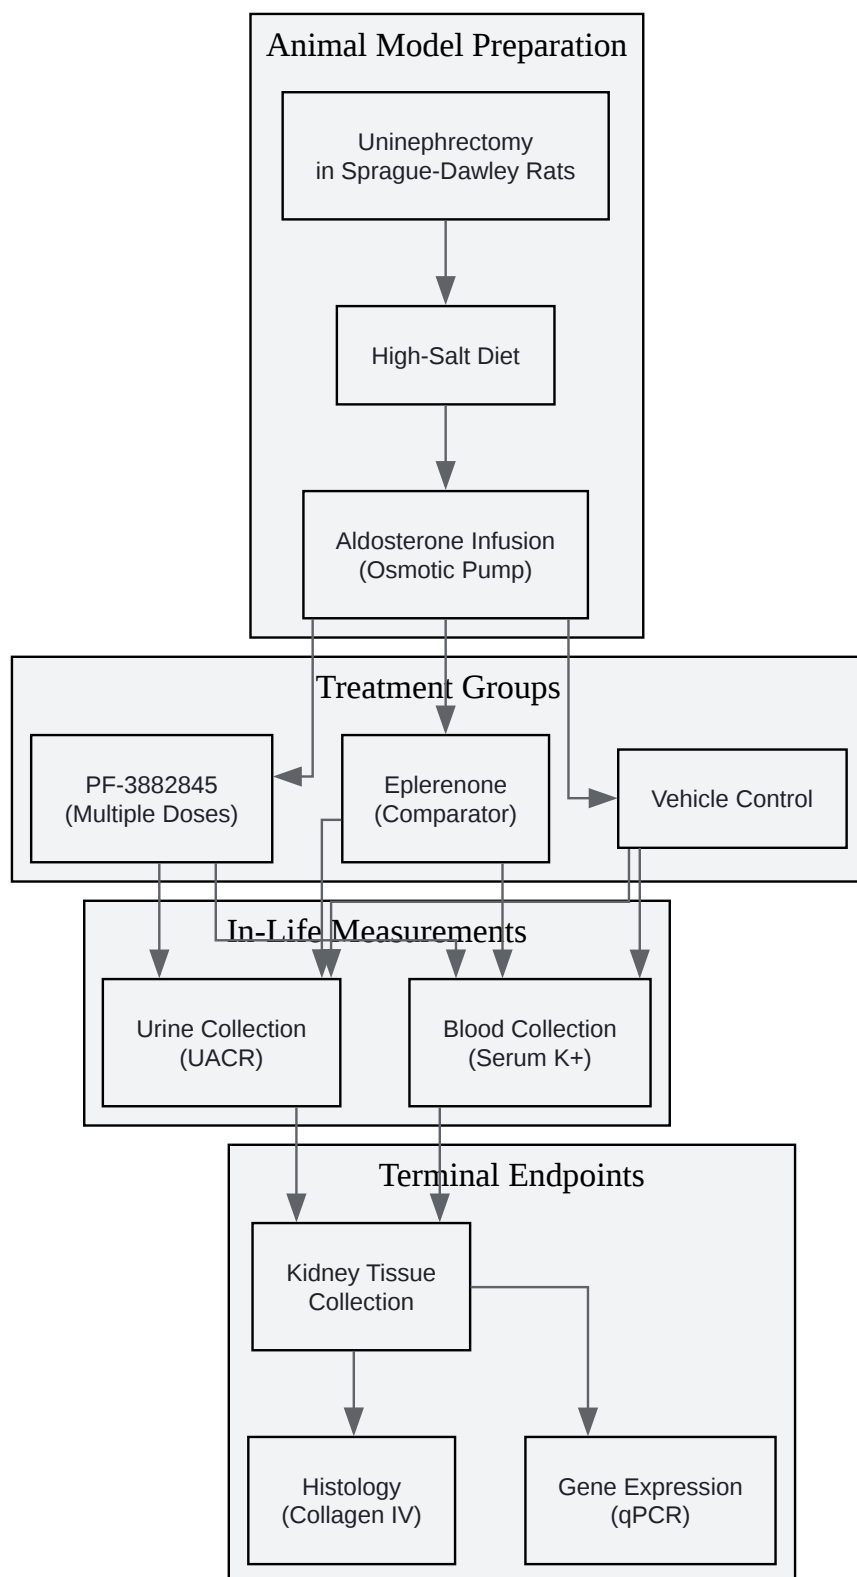 Animal Model Preparation
Uninephrectomy
in Sprague-Dawley Rats
High-Salt Diet
Aldosterone Infusion
(Osmotic Pump)
Treatment Groups
PF-3882845
(Multiple Doses)
Eplerenone
(Comparator)
Vehicle Control
In-Life Measurements
Urine Collection
(UACR)
Blood Collection
(Serum K+)
Terminal Endpoints
Kidney Tissue
Collection
Histology
(Collagen IV)
Gene Expression
(qPCR)